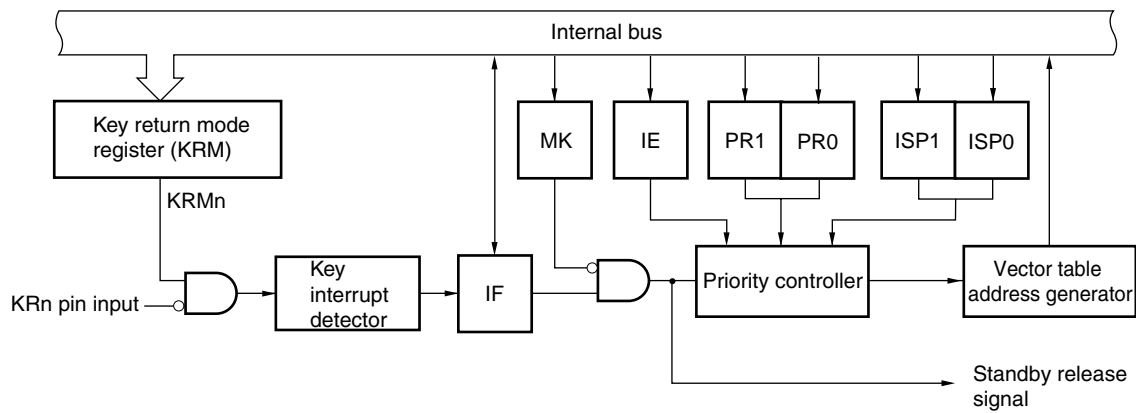 Internal bus
Key return mode
register (KRM)
MK
IE
PR1
PR0
ISP1
ISP0
KRMn
Key
interrupt
detector
IF
Priority controller
Vector table
address generator
KRn pin input
Standby release
signal